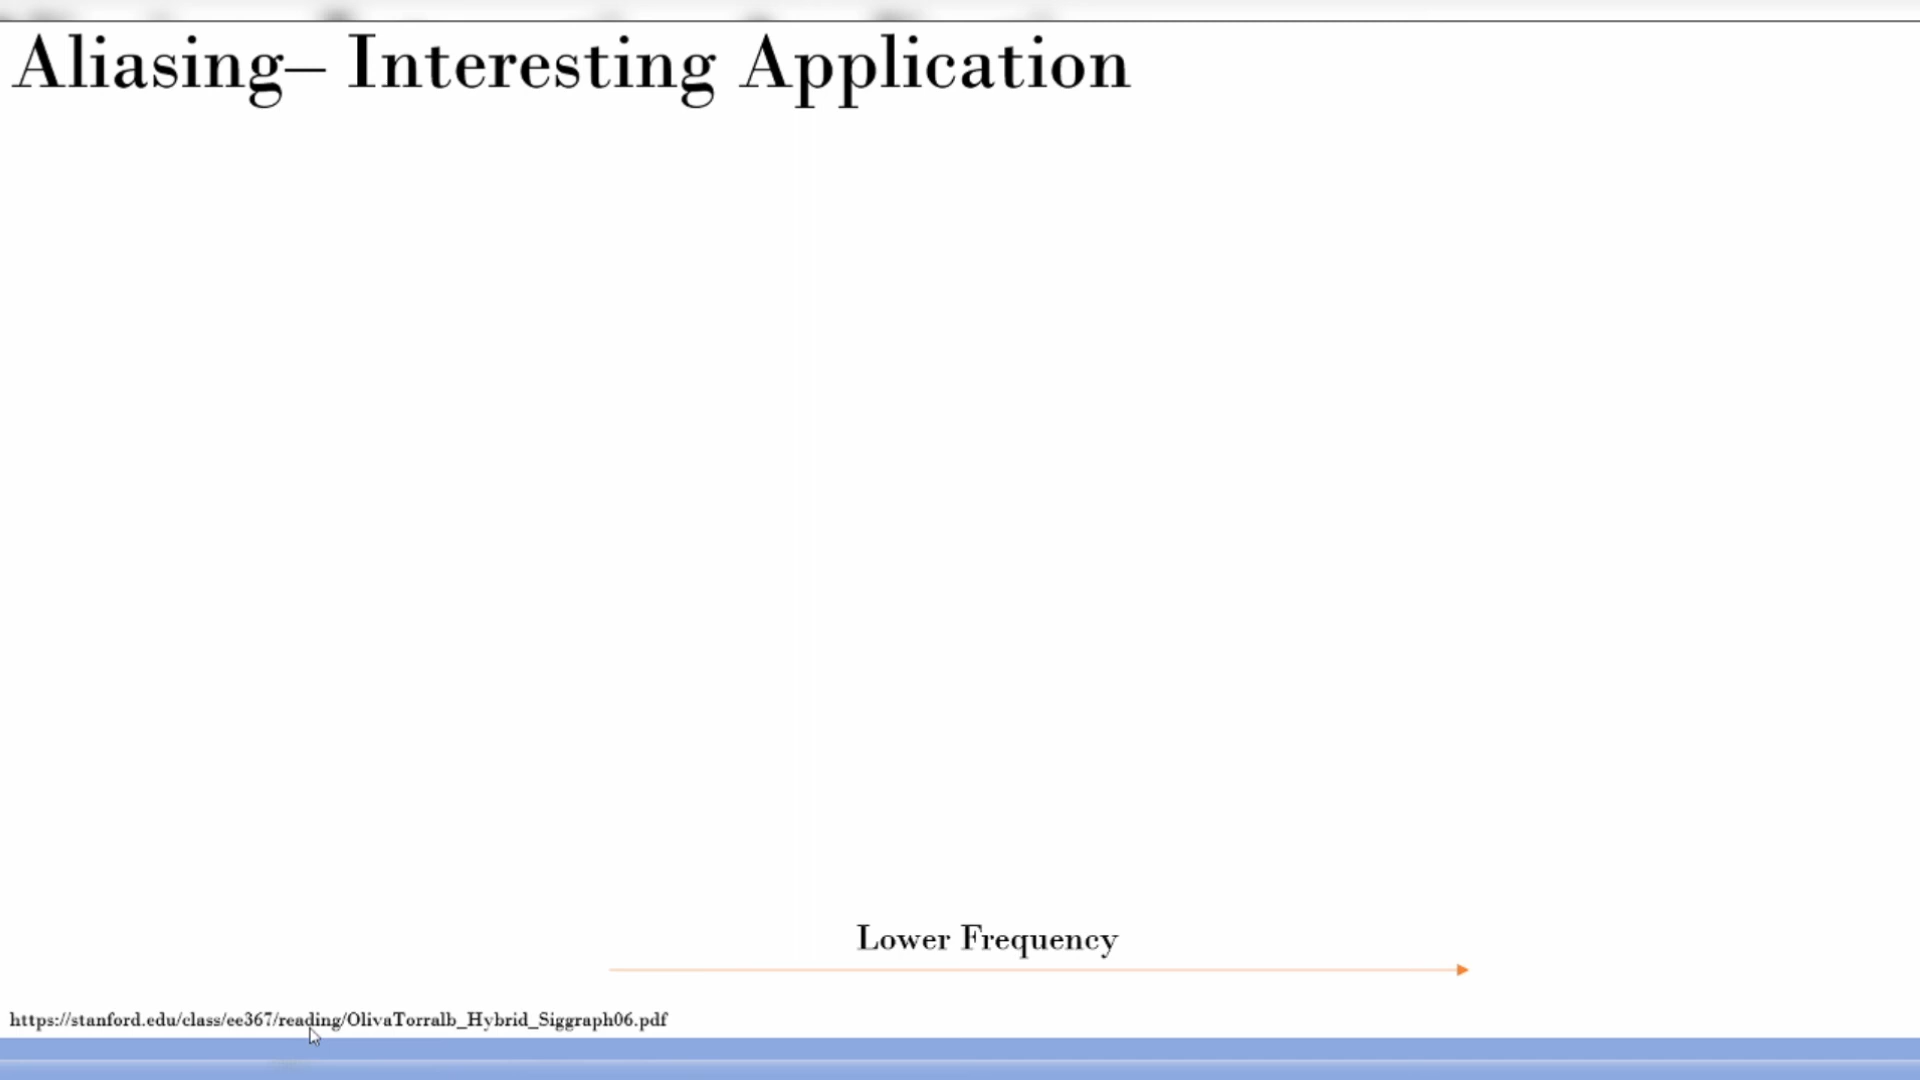 Aliasing– Interesting Application
Lower Frequency
https://stanford.edu/class/ee367/reading/OlivaTorralb_Hybrid_Siggraph06.pdf